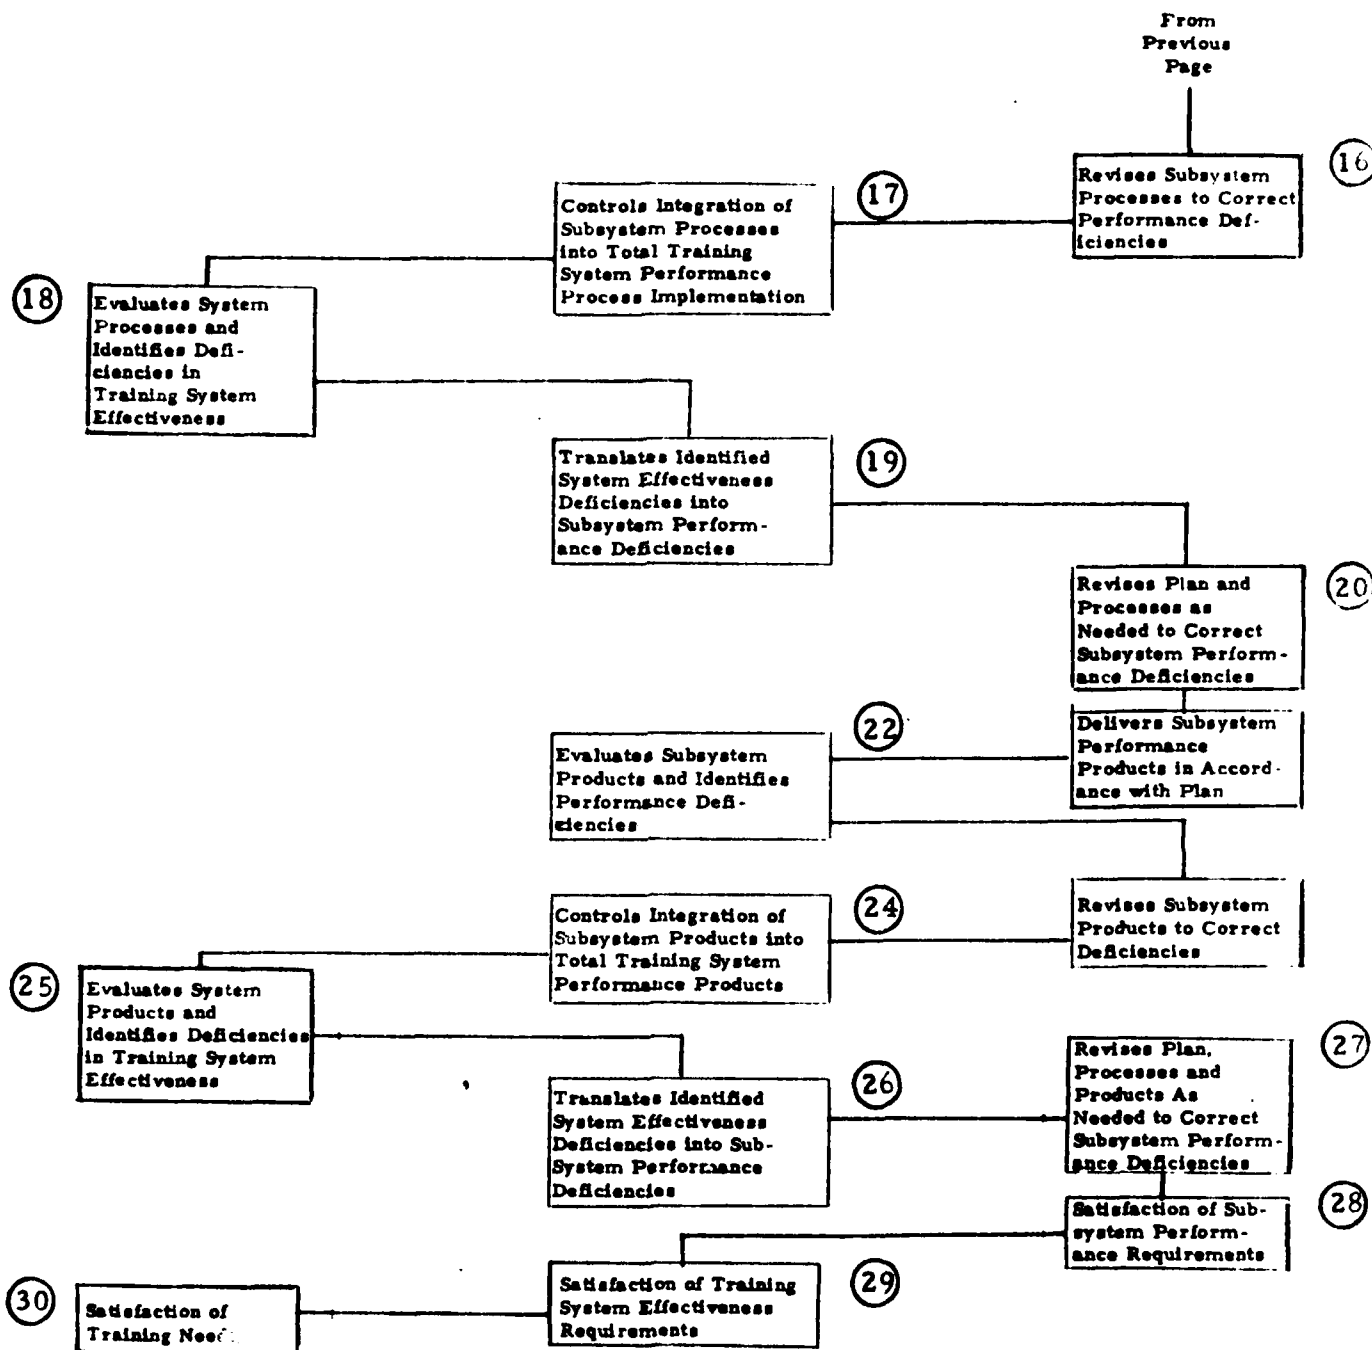 From
Previous
Page
16
Revises Subsystem
Processes to Correct
Performance Def-
iciencies
17
Controls Integration of
Subsystem Processes
into Total Training
System Performance
Process Implementation
18
Evaluates System
Processes and
Identifies Defi-
ciencies in
Training System
Effectiveness
19
Translates Identified
System Effectiveness
Deficiencies into
Subsystem Perform-
ance Deficiencies
20
Revises Plan and
Processes as
Needed to Correct
Subsystem Perform-
ance Deficiencies
Delivers Subsystem
Performance
Products in Accord-
ance with Plan
22
Evaluates Subsystem
Products and Identifies
Performance Defi-
ciencies
Revises Subsystem
Products to Correct
Deficiencies
24
Controls Integration of
Subsystem Products into
Total Training System
Performance Products
25
Evaluates System
Products and
Identifies Deficiencies
in Training System
Effectiveness
26
Translates Identified
System Effectiveness
Deficiencies into Sub-
System Performance
Deficiencies
27
Revises Plan,
Processes and
Products As
Needed to Correct
Subsystem Perform-
ance Deficiencies
28
Satisfaction of Sub-
system Perform-
ance Requirements
29
Satisfaction of Training
System Effectiveness
Requirements
30
Satisfaction of
Training